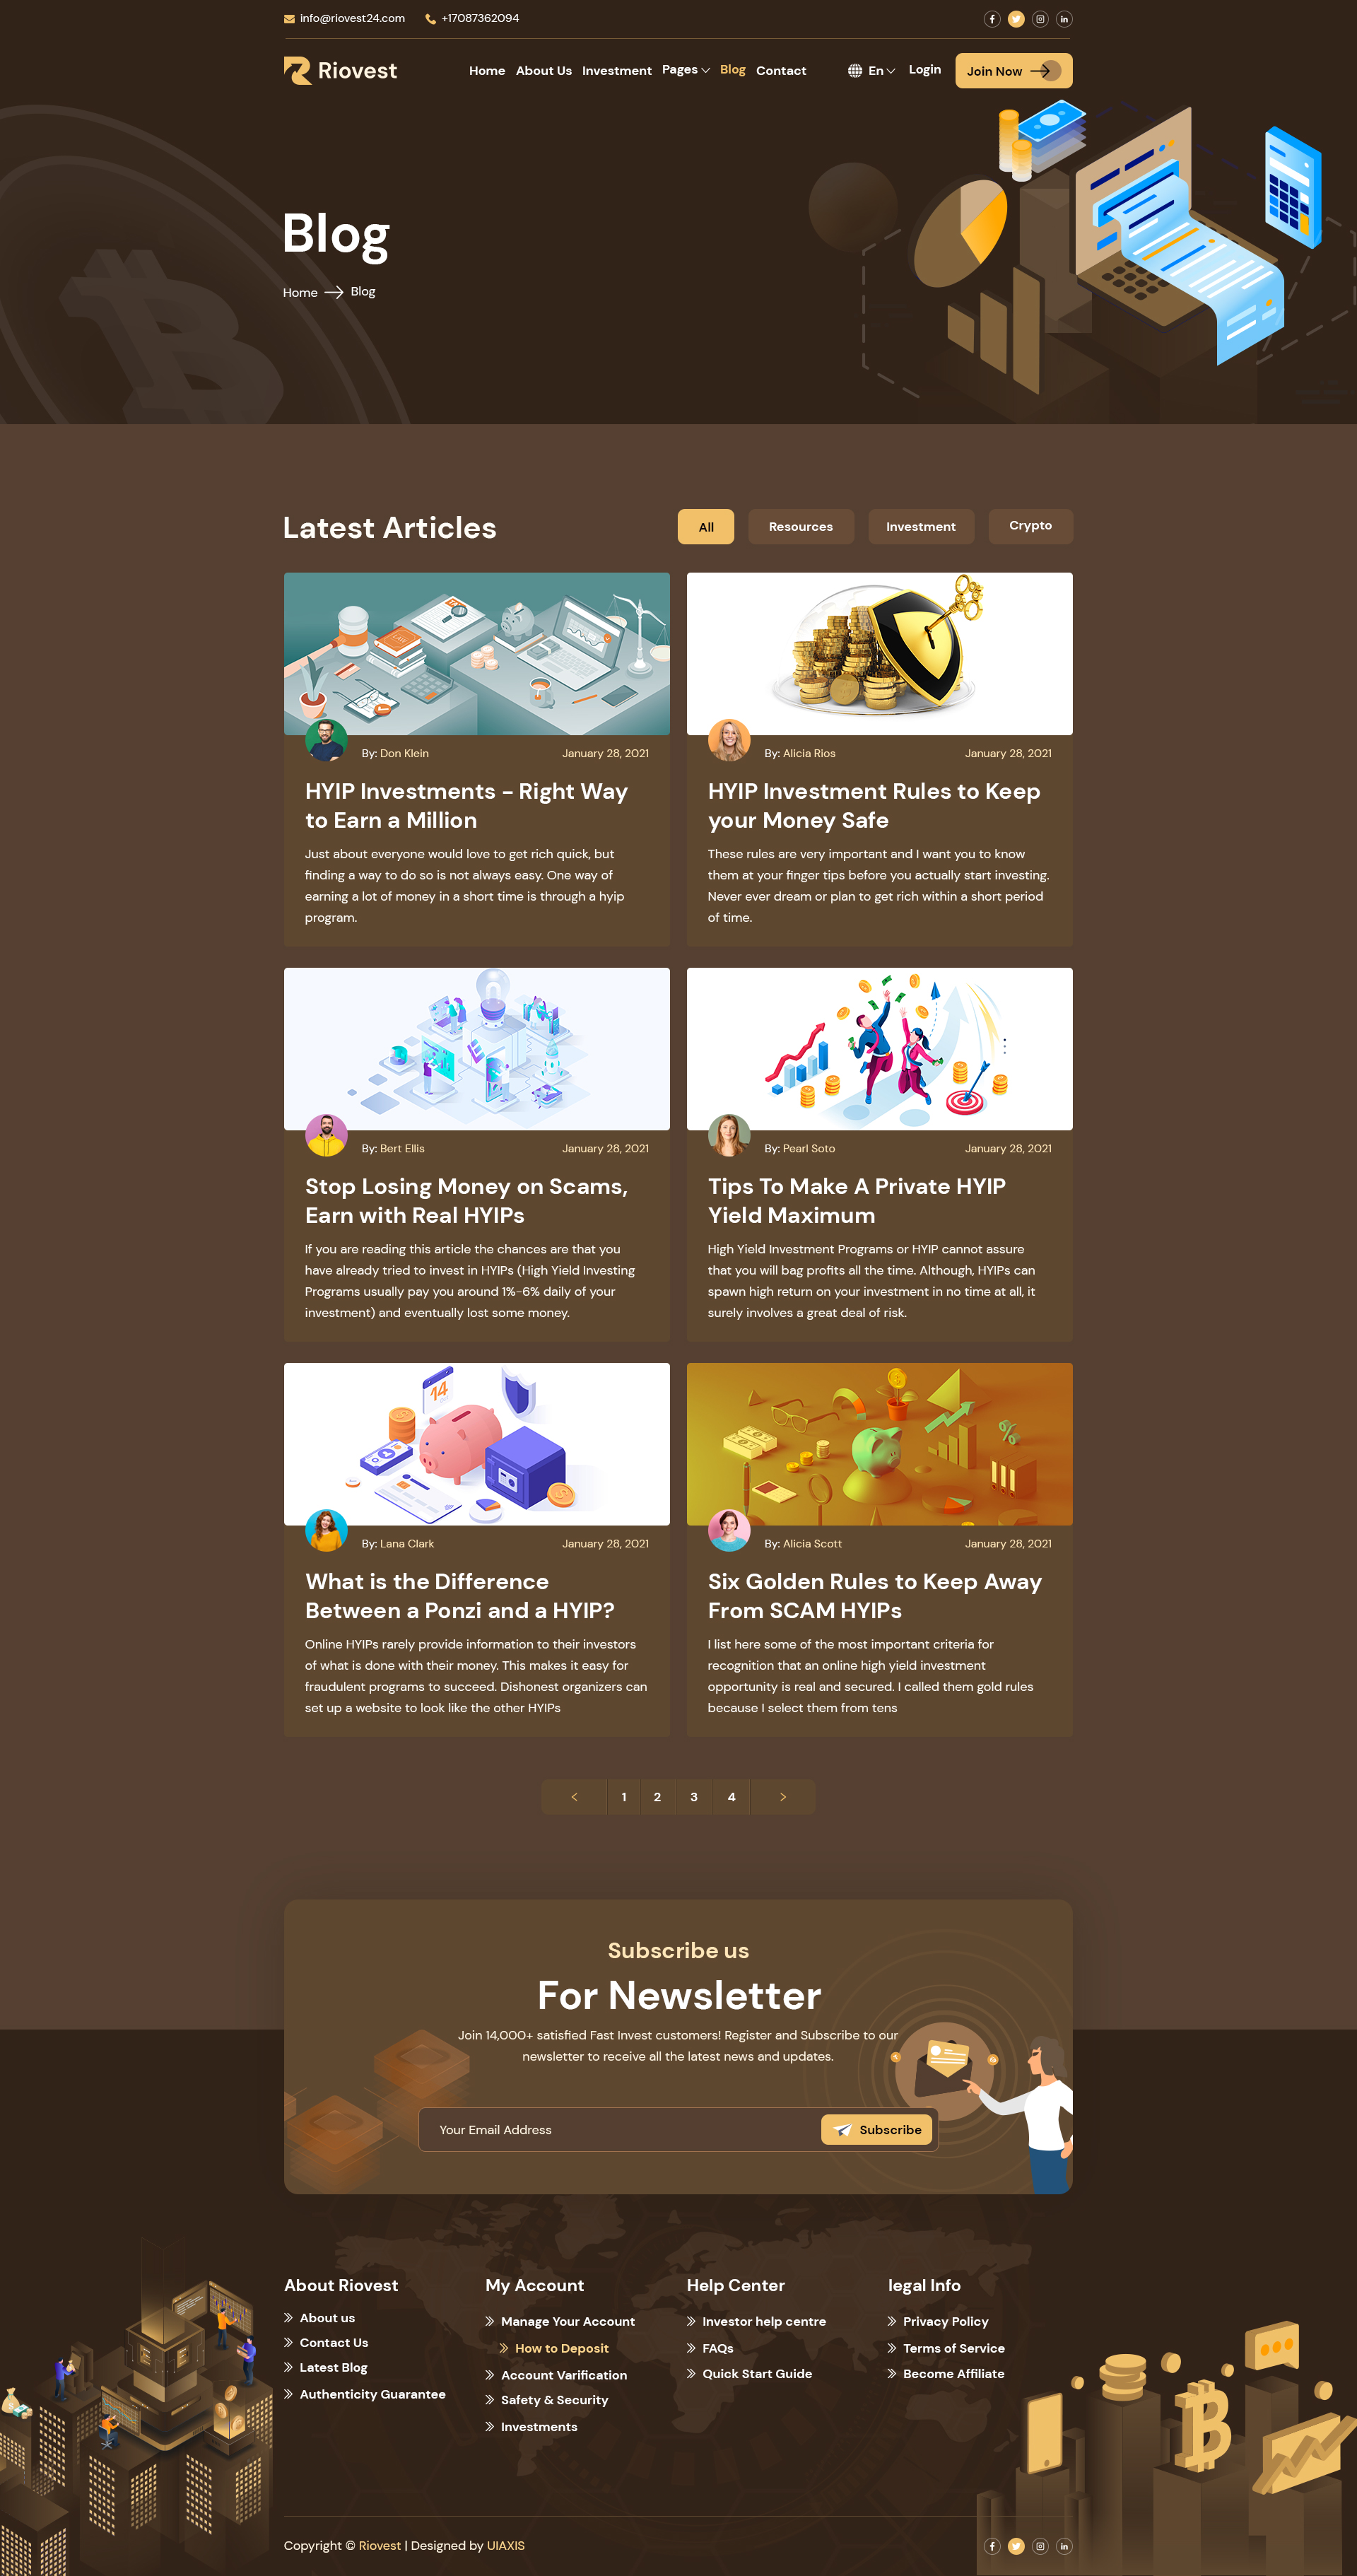 info@riovest24.com +17087362094
Riovest
Home About Us Investment Pages Blog Contact En Login Join Now
Blog
Home Blog
Latest Articles
All Resources Investment Crypto
By: Don Klein January 28, 2021
HYIP Investments - Right Way
to Earn a Million
Just about everyone would love to get rich quick, but
finding a way to do so is not always easy. One way of
earning a lot of money in a short time is through a hyip
program.
By: Alicia Rios January 28, 2021
HYIP Investment Rules to Keep
your Money Safe
These rules are very important and I want you to know
them at your finger tips before you actually start investing.
Never ever dream or plan to get rich within a short period
of time.
By: Bert Ellis January 28, 2021
Stop Losing Money on Scams,
Earn with Real HYIPs
If you are reading this article the chances are that you
have already tried to invest in HYIPs (High Yield Investing
Programs usually pay you around 1%-6% daily of your
investment) and eventually lost some money.
By: Pearl Soto January 28, 2021
Tips To Make A Private HYIP
Yield Maximum
High Yield Investment Programs or HYIP cannot assure
that you will bag profits all the time. Although, HYIPs can
spawn high return on your investment in no time at all, it
surely involves a great deal of risk.
14
By: Lana Clark January 28, 2021
What is the Difference
Between a Ponzi and a HYIP?
Online HYIPs rarely provide information to their investors
of what is done with their money. This makes it easy for
fraudulent programs to succeed. Dishonest organizers can
set up a website to look like the other HYIPs
By: Alicia Scott January 28, 2021
Six Golden Rules to Keep Away
From SCAM HYIPs
I list here some of the most important criteria for
recognition that an online high yield investment
opportunity is real and secured. I called them gold rules
because I select them from tens
< 1 2 3 4 >
Subscribe us
For Newsletter
Join 14,000+ satisfied Fast Invest customers! Register and Subscribe to our
newsletter to receive all the latest news and updates.
Your Email Address Subscribe
About Riovest
About us
Contact Us
Latest Blog
Authenticity Guarantee
My Account
Manage Your Account
How to Deposit
Account Varification
Safety & Security
Investments
Help Center
Investor help centre
FAQs
Quick Start Guide
legal Info
Privacy Policy
Terms of Service
Become Affiliate
Copyright © Riovest | Designed by UIAXIS